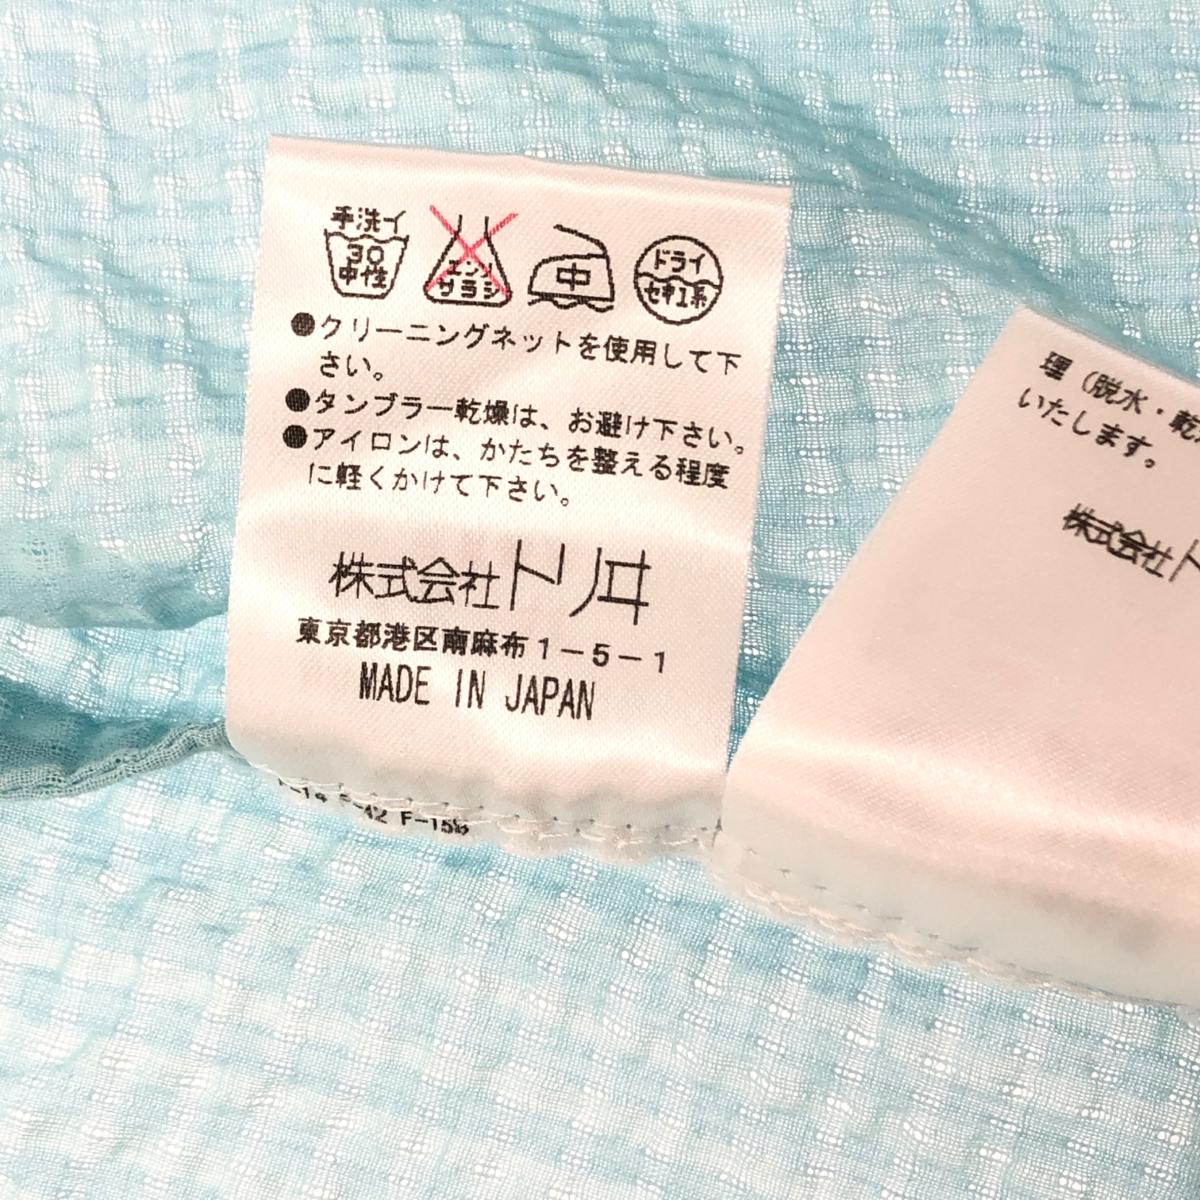 手洗イ
30
中性
エンソ
サラシ
中
ドライ
セキユ系
●クリーニングネットを使用して下
さい。
●タンブラー乾燥は、お避け下さい。
●アイロンは、かたちを整える程度
に軽くかけて下さい。
株式会社トリヰ
東京都港区南麻布1-5-1
MADE IN JAPAN
F-15
理（脱水・乾
いたします。
株式会社ト